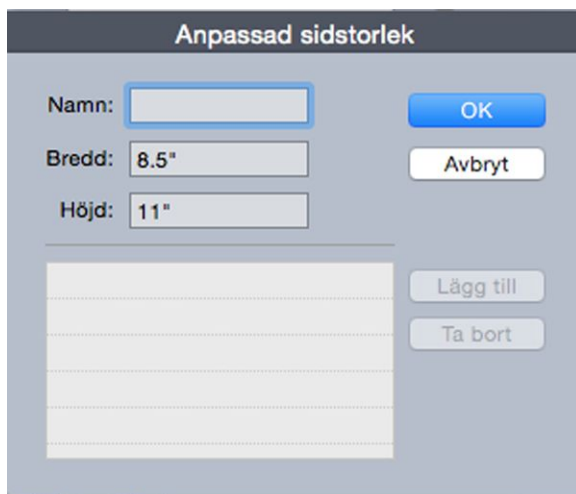 Anpassad sidstorlek
Namn:
OK
Bredd: 8.5"
Avbryt
Höjd: 11"
Lägg till
Ta bort